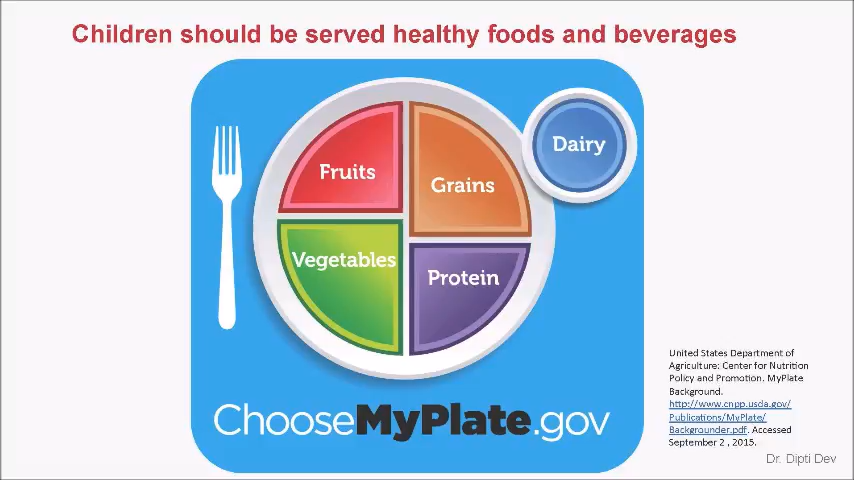 Children should be served healthy foods and beverages
Fruits
Grains
Dairy
Vegetables
Protein
ChooseMyPlate.gov
United States Department of
Agriculture: Center for Nutrition
Policy and Promotion. MyPlate
Background.
http://www.cnpp.usda.gov/
Publications/MyPlate/
Backgrounder.pdf. Accessed
September 2 , 2015.
Dr. Dipti Dev